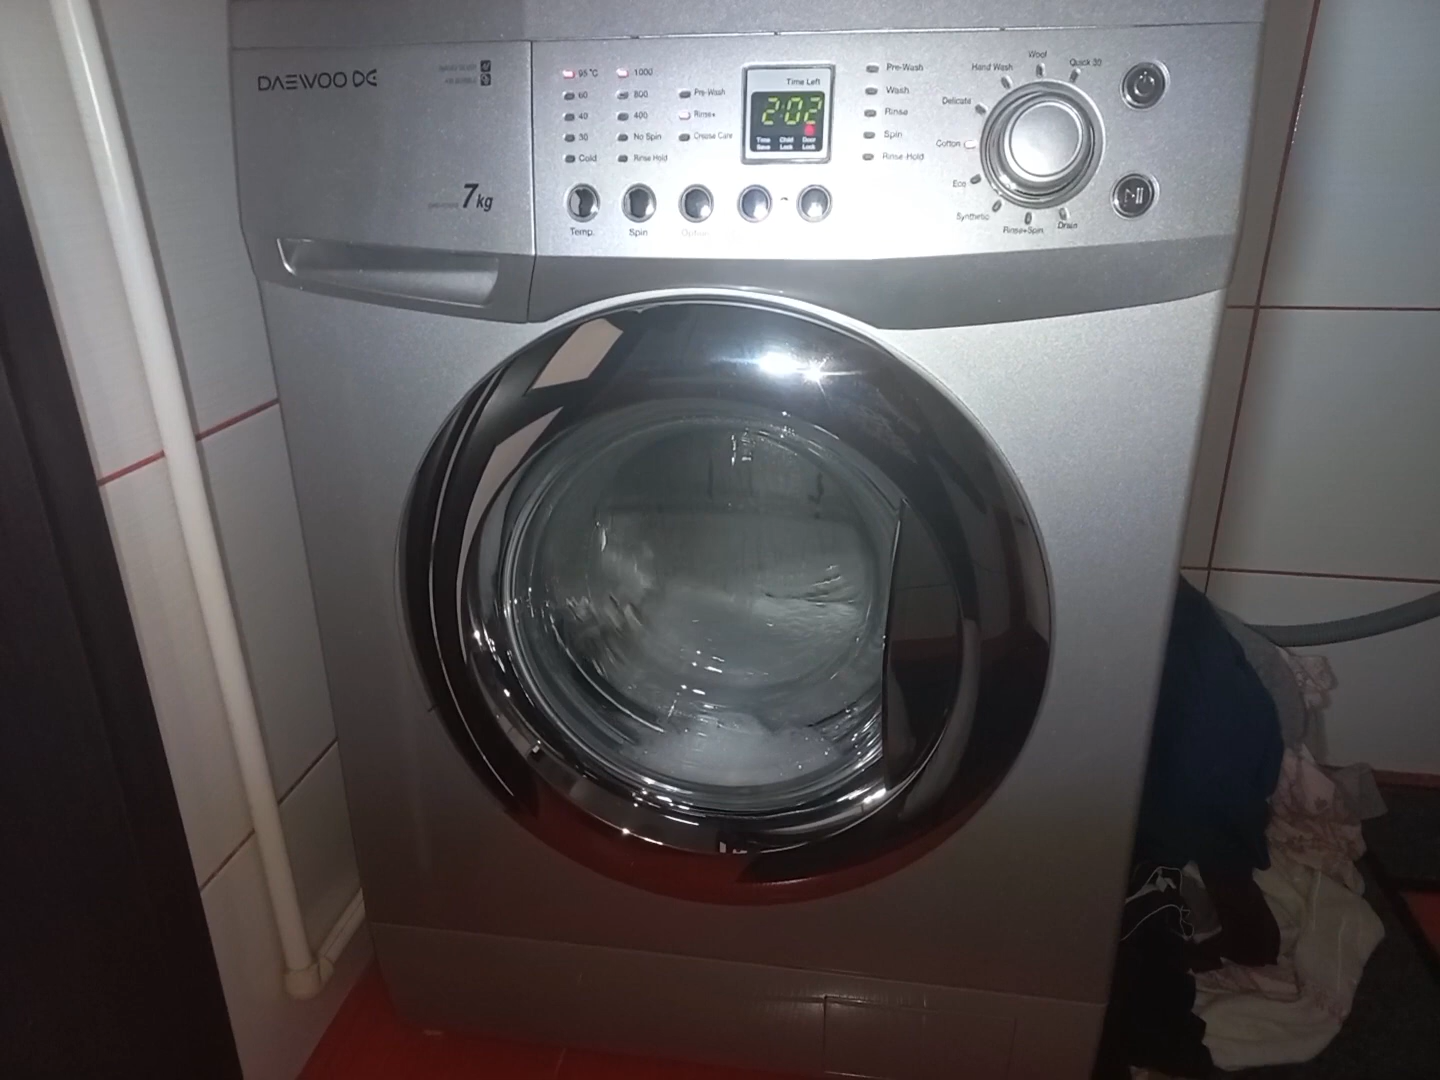 DAEWOO
7kg
95°C
60
40
30
Cold
1000
800
400
No Spin
Rinse Hold
Pre-Wash
Rinse+
Crease Care
Time Left
2:02
Time Save
Child Lock
Door Lock
Temp.
Spin
Option
Pre-Wash
Wash
Rinse
Spin
Rinse Hold
Wool
Quick 30
Hand Wash
Delicate
Cotton
Eco
Synthetic
Rinse+Spin
Drain